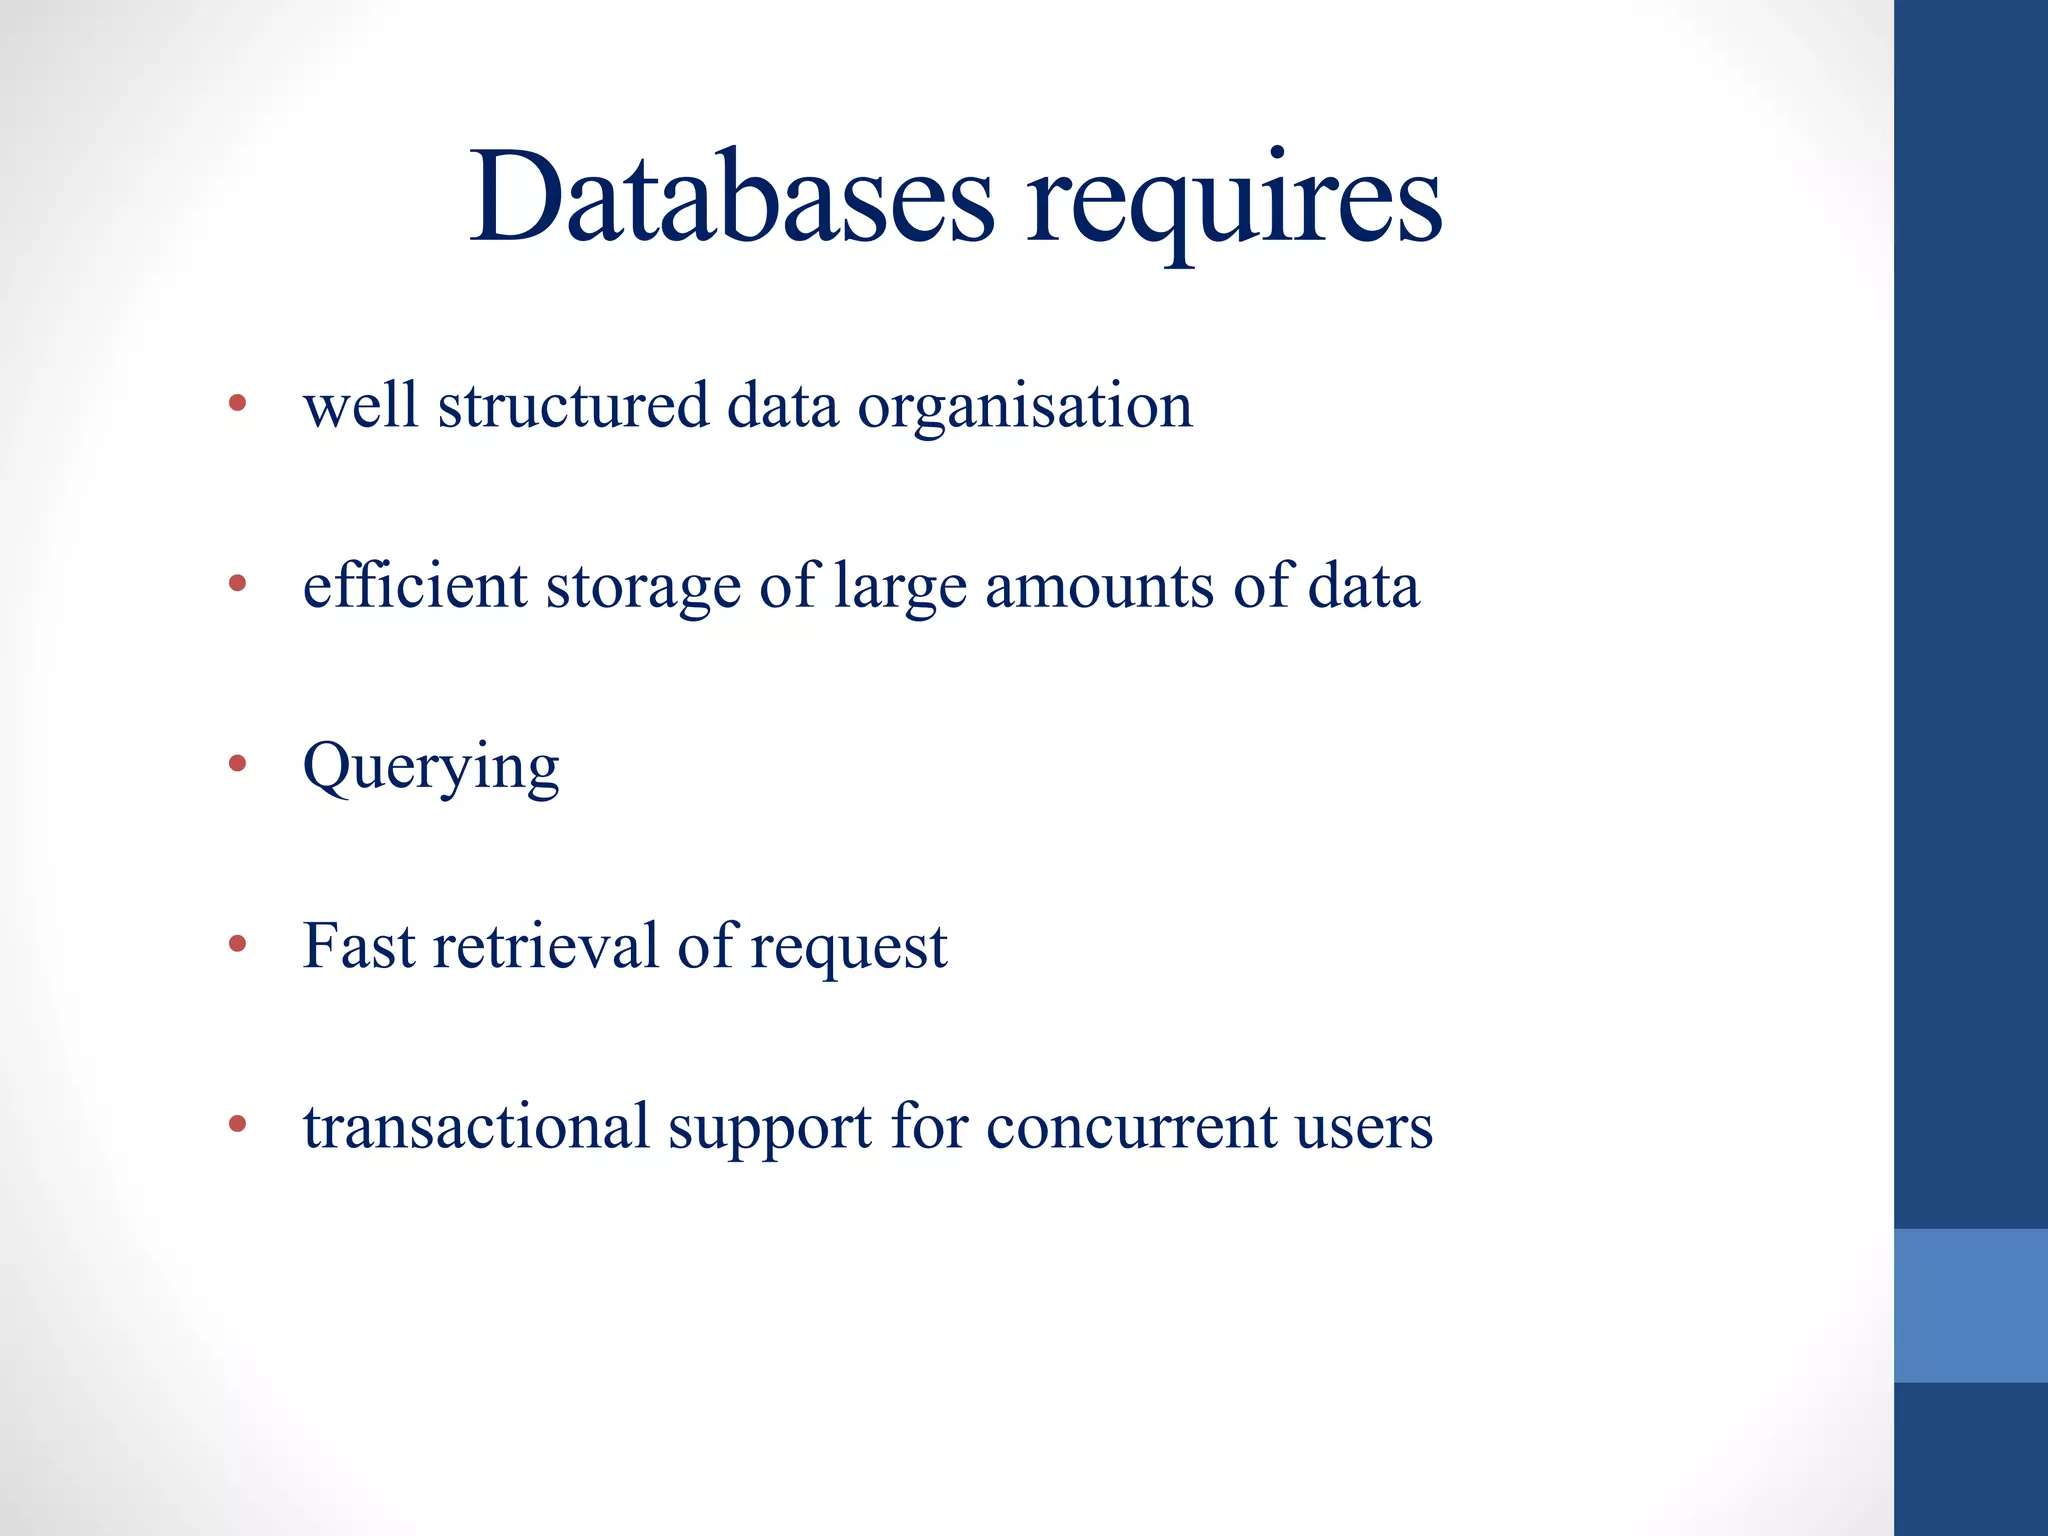 Databases requires
• well structured data organisation
• efficient storage of large amounts of data
• Querying
• Fast retrieval of request
• transactional support for concurrent users